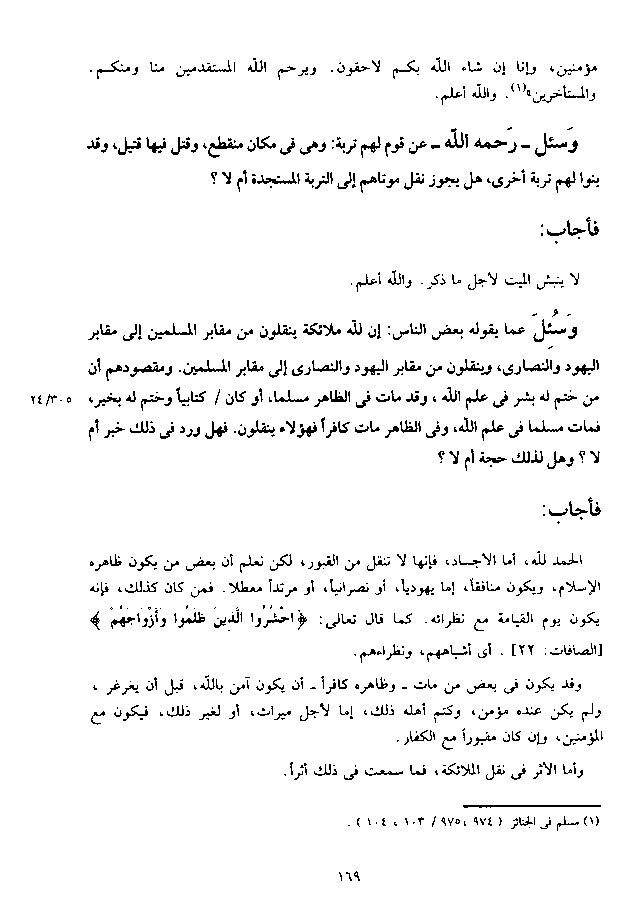 مؤمنين، وإنا إن شاء الله بكم لاحقون. ويرحم الله المستقدمين منا ومنكم.
والمستأخرين»(١). والله أعلم.
وَسئل ـ رَحمه الله ـ عن قوم لهم تربة: وهى فى مكان منقطع، وقتل فيها قتيل، وقد
بنوا لهم تربة أخرى، هل يجوز نقل موتاهم إلى التربة المستجدة أم لا ؟
فأجاب:
لا ينبش الميت لأجل ما ذكر. والله أعلم.
وَسُئِلَ عما يقوله بعض الناس: إن لله ملائكة ينقلون من مقابر المسلمين إلى مقابر
اليهود والنصارى، وينقلون من مقابر اليهود والنصارى إلى مقابر المسلمين. ومقصودهم أن
من ختم له بشر فى علم الله ، وقد مات فى الظاهر مسلما، أو كان / كتابياً وختم له بخير،
٢٤/٣٠٥
فمات مسلما فى علم الله، وفى الظاهر مات كافراً فهؤلاء ينقلون. فهل ورد فى ذلك خبر أم
لا ؟ وهل لذلك حجة أم لا ؟
فأجاب:
الحمد لله، أما الأجساد، فإنها لا تنقل من القبور، لكن نعلم أن بعض من يكون ظاهره
الإسلام، ويكون منافقاً، إما يهودياً، أو نصرانياً، أو مرتداً معطلا. فمن كان كذلك، فإنه
يكون يوم القيامة مع نظرائه. كما قال تعالى: ﴿ احْشُرُوا الَّذِينَ ظَلَمُوا وَأَزْوَاجَهُمْ ﴾
[الصافات: ٢٢] . أى أشباههم، ونظراءهم.
وقد يكون فى بعض من مات ـ وظاهره كافراً ـ أن يكون آمن بالله، قبل أن يغرغر ،
ولم يكن عنده مؤمن، وكتم أهله ذلك، إما لأجل ميراث، أو لغير ذلك، فيكون مع
المؤمنين، وإن كان مقبوراً مع الكفار.
وأما الأثر فى نقل الملائكة، فما سمعت فى ذلك أثراً.
(١) مسلم فى الجنائز ( ٩٧٤ ، ٩٧٥ / ١٠٣ ، ١٠٤ ) .
١٦٩